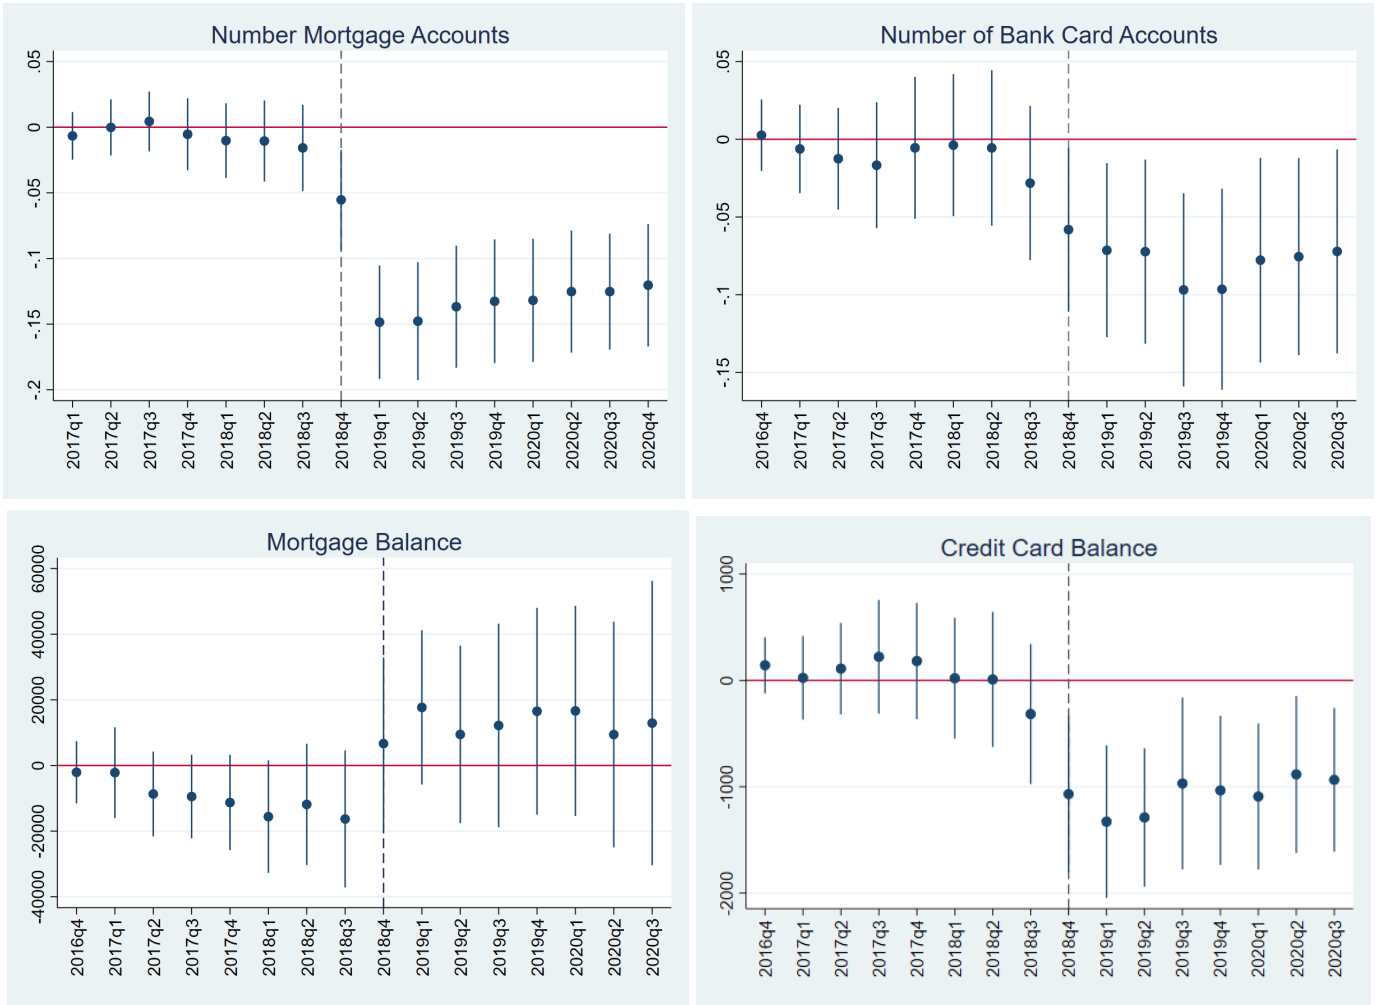 Number Mortgage Accounts
.05
0
-.05
-.1
-.15
-.2
2017q1 2017q2 2017q3 2017q4 2018q1 2018q2 2018q3 2018q4 2019q1 2019q2 2019q3 2019q4 2020q1 2020q2 2020q3 2020q4
Number of Bank Card Accounts
.05
0
-.05
-.1
-.15
2016q4 2017q1 2017q2 2017q3 2017q4 2018q1 2018q2 2018q3 2018q4 2019q1 2019q2 2019q3 2019q4 2020q1 2020q2 2020q3
Mortgage Balance
60000
40000
20000
0
-20000
-40000
2016q4 2017q1 2017q2 2017q3 2017q4 2018q1 2018q2 2018q3 2018q4 2019q1 2019q2 2019q3 2019q4 2020q1 2020q2 2020q3
Credit Card Balance
1000
0
-1000
-2000
2016q4 2017q1 2017q2 2017q3 2017q4 2018q1 2018q2 2018q3 2018q4 2019q1 2019q2 2019q3 2019q4 2020q1 2020q2 2020q3